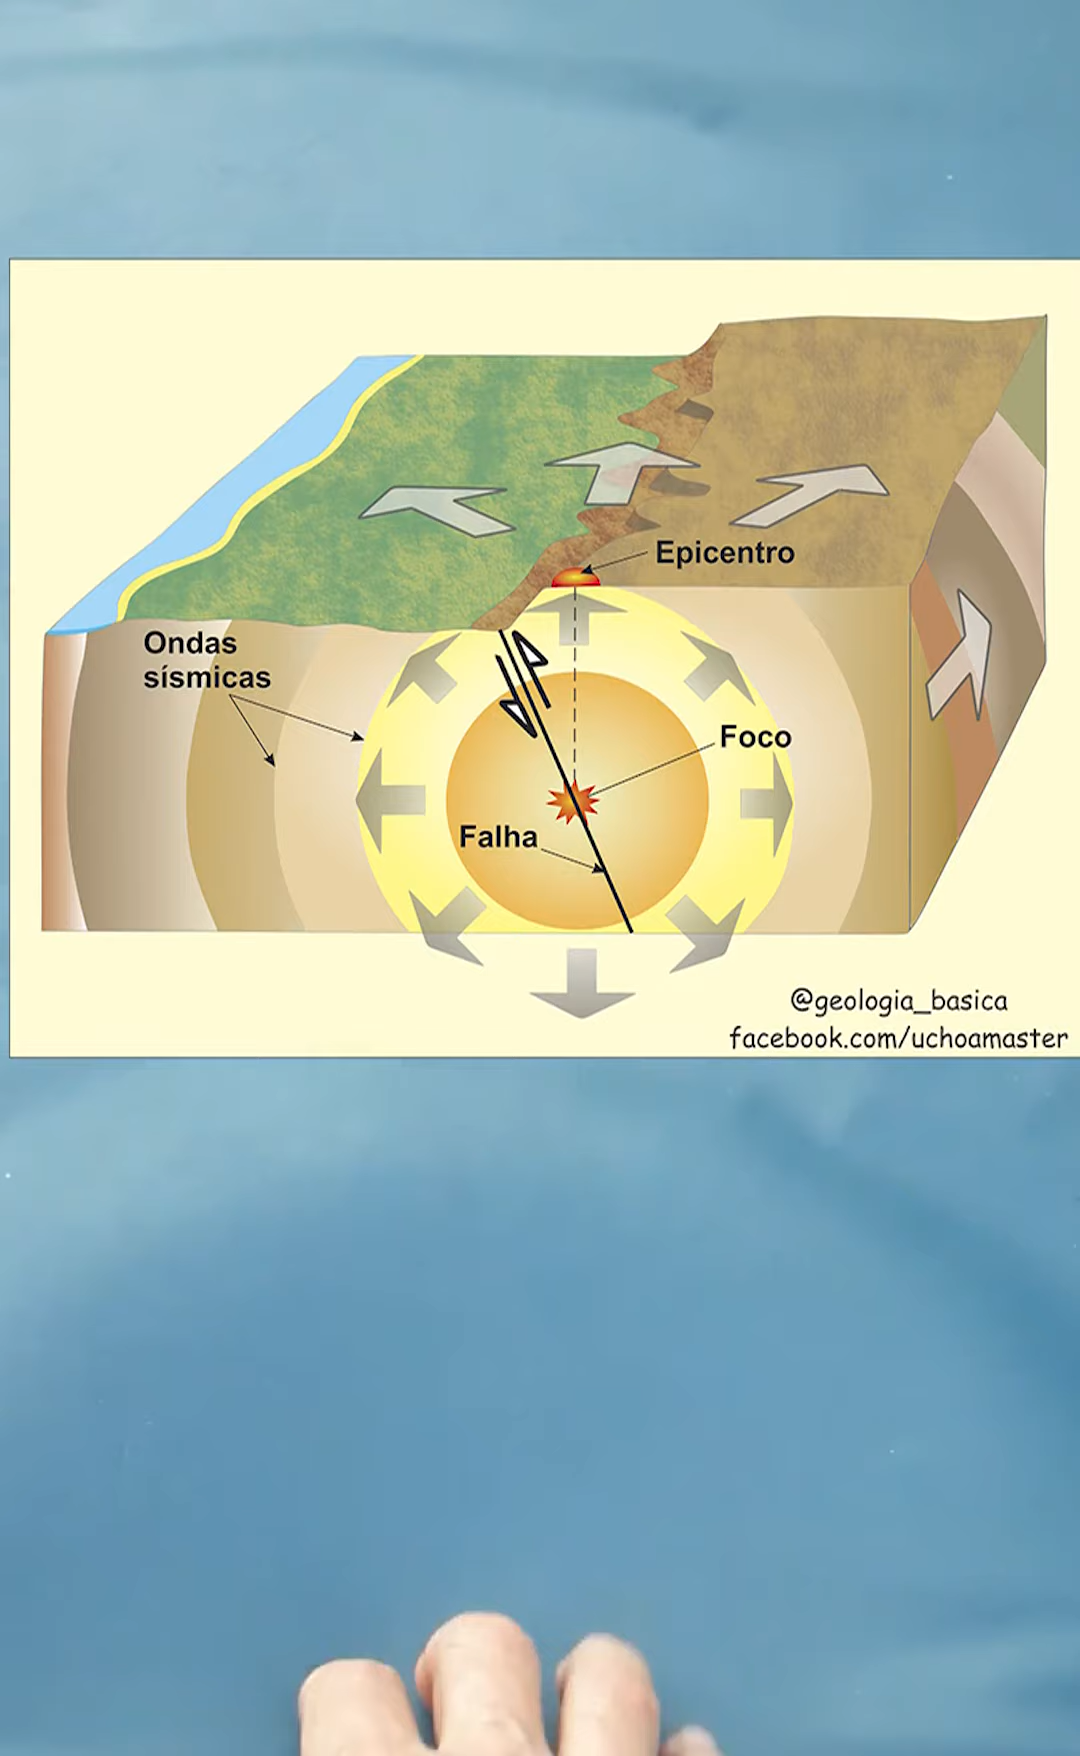 Epicentro
Ondas
sísmicas
Foco
Falha
@geologia_basica
facebook.com/uchoamaster